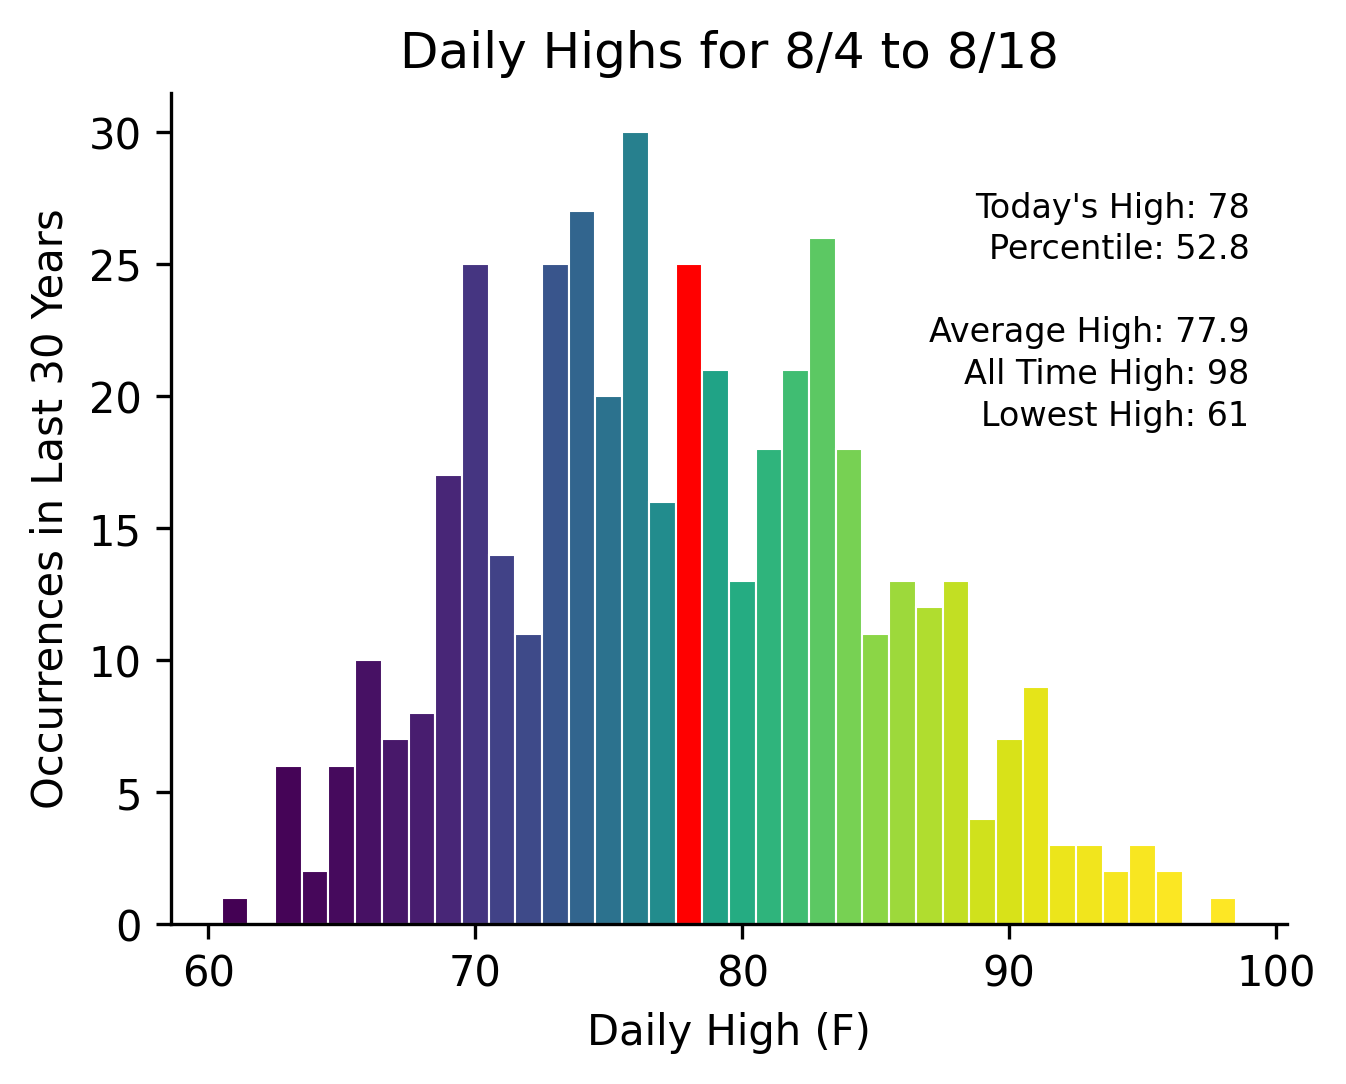 Daily Highs for 8/4 to 8/18
Occurrences in Last 30 Years
30
25
20
15
10
5
0
Today's High: 78
Percentile: 52.8
Average High: 77.9
All Time High: 98
Lowest High: 61
60 70 80 90 100
Daily High (F)